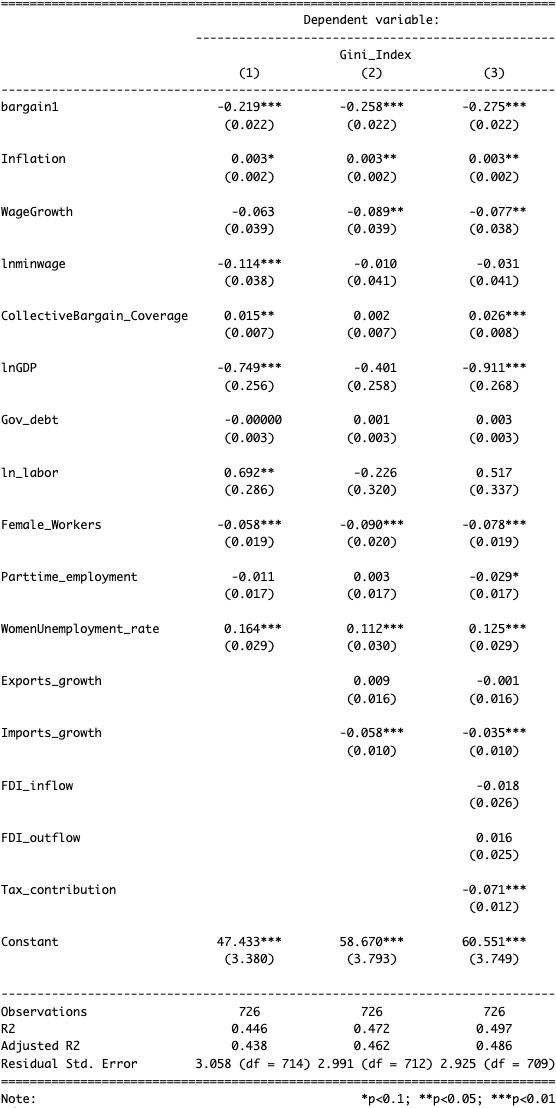 Dependent variable:
Gini_Index
(1) (2) (3)
bargain1 -0.219*** -0.258*** -0.275***
(0.022) (0.022) (0.022)
Inflation 0.003* 0.003** 0.003**
(0.002) (0.002) (0.002)
WageGrowth -0.063 -0.089** -0.077**
(0.039) (0.039) (0.038)
lnminwage -0.114*** -0.010 -0.031
(0.038) (0.041) (0.041)
CollectiveBargain_Coverage 0.015** 0.002 0.026***
(0.007) (0.007) (0.008)
lnGDP -0.749*** -0.401 -0.911***
(0.256) (0.258) (0.268)
Gov_debt -0.00000 0.001 0.003
(0.003) (0.003) (0.003)
ln_labor 0.692** -0.226 0.517
(0.286) (0.320) (0.337)
Female_Workers -0.058*** -0.090*** -0.078***
(0.019) (0.020) (0.019)
Parttime_employment -0.011 0.003 -0.029*
(0.017) (0.017) (0.017)
WomenUnemployment_rate 0.164*** 0.112*** 0.125***
(0.029) (0.030) (0.029)
Exports_growth 0.009 -0.001
(0.016) (0.016)
Imports_growth -0.058*** -0.035***
(0.010) (0.010)
FDI_inflow -0.018
(0.026)
FDI_outflow 0.016
(0.025)
Tax_contribution -0.071***
(0.012)
Constant 47.433*** 58.670*** 60.551***
(3.380) (3.793) (3.749)
Observations 726 726 726
R2 0.446 0.472 0.497
Adjusted R2 0.438 0.462 0.486
Residual Std. Error 3.058 (df = 714) 2.991 (df = 712) 2.925 (df = 709)
Note: *p<0.1; **p<0.05; ***p<0.01